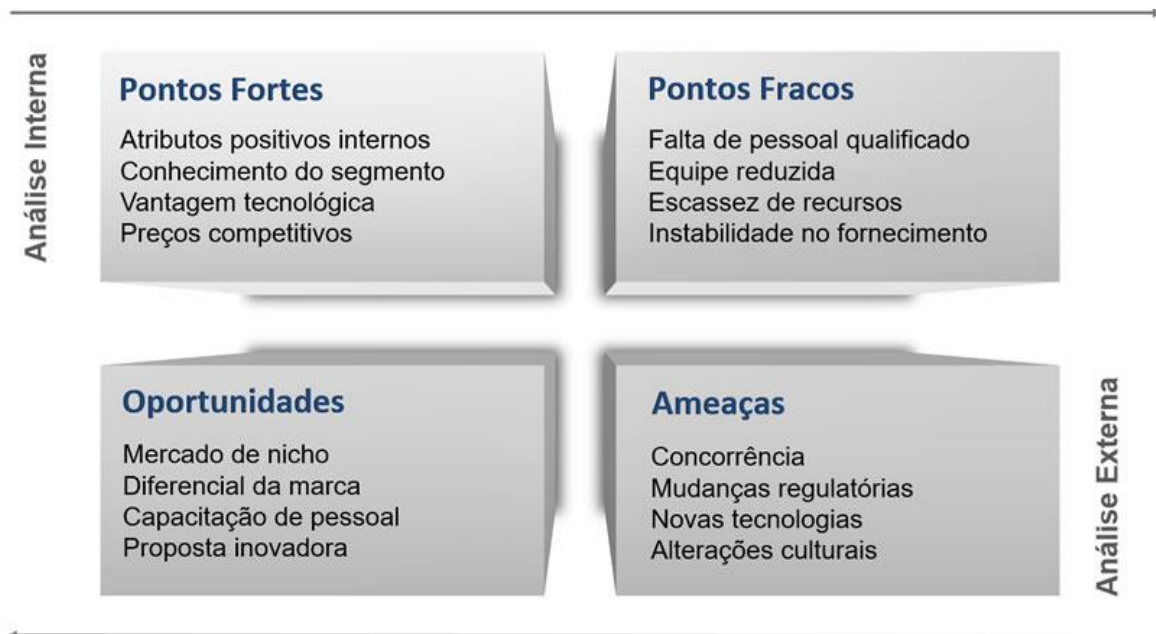 Análise Interna
Pontos Fortes
Atributos positivos internos
Conhecimento do segmento
Vantagem tecnológica
Preços competitivos
Pontos Fracos
Falta de pessoal qualificado
Equipe reduzida
Escassez de recursos
Instabilidade no fornecimento
Oportunidades
Mercado de nicho
Diferencial da marca
Capacitação de pessoal
Proposta inovadora
Ameaças
Concorrência
Mudanças regulatórias
Novas tecnologias
Alterações culturais
Análise Externa